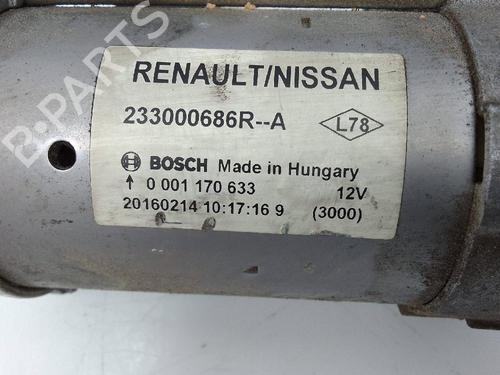 B-PARTS
RENAULT/NISSAN
233000686R--A
L78
BOSCH Made in Hungary
↑ 0 001 170 633 12V
20160214 10:17:16 9 (3000)